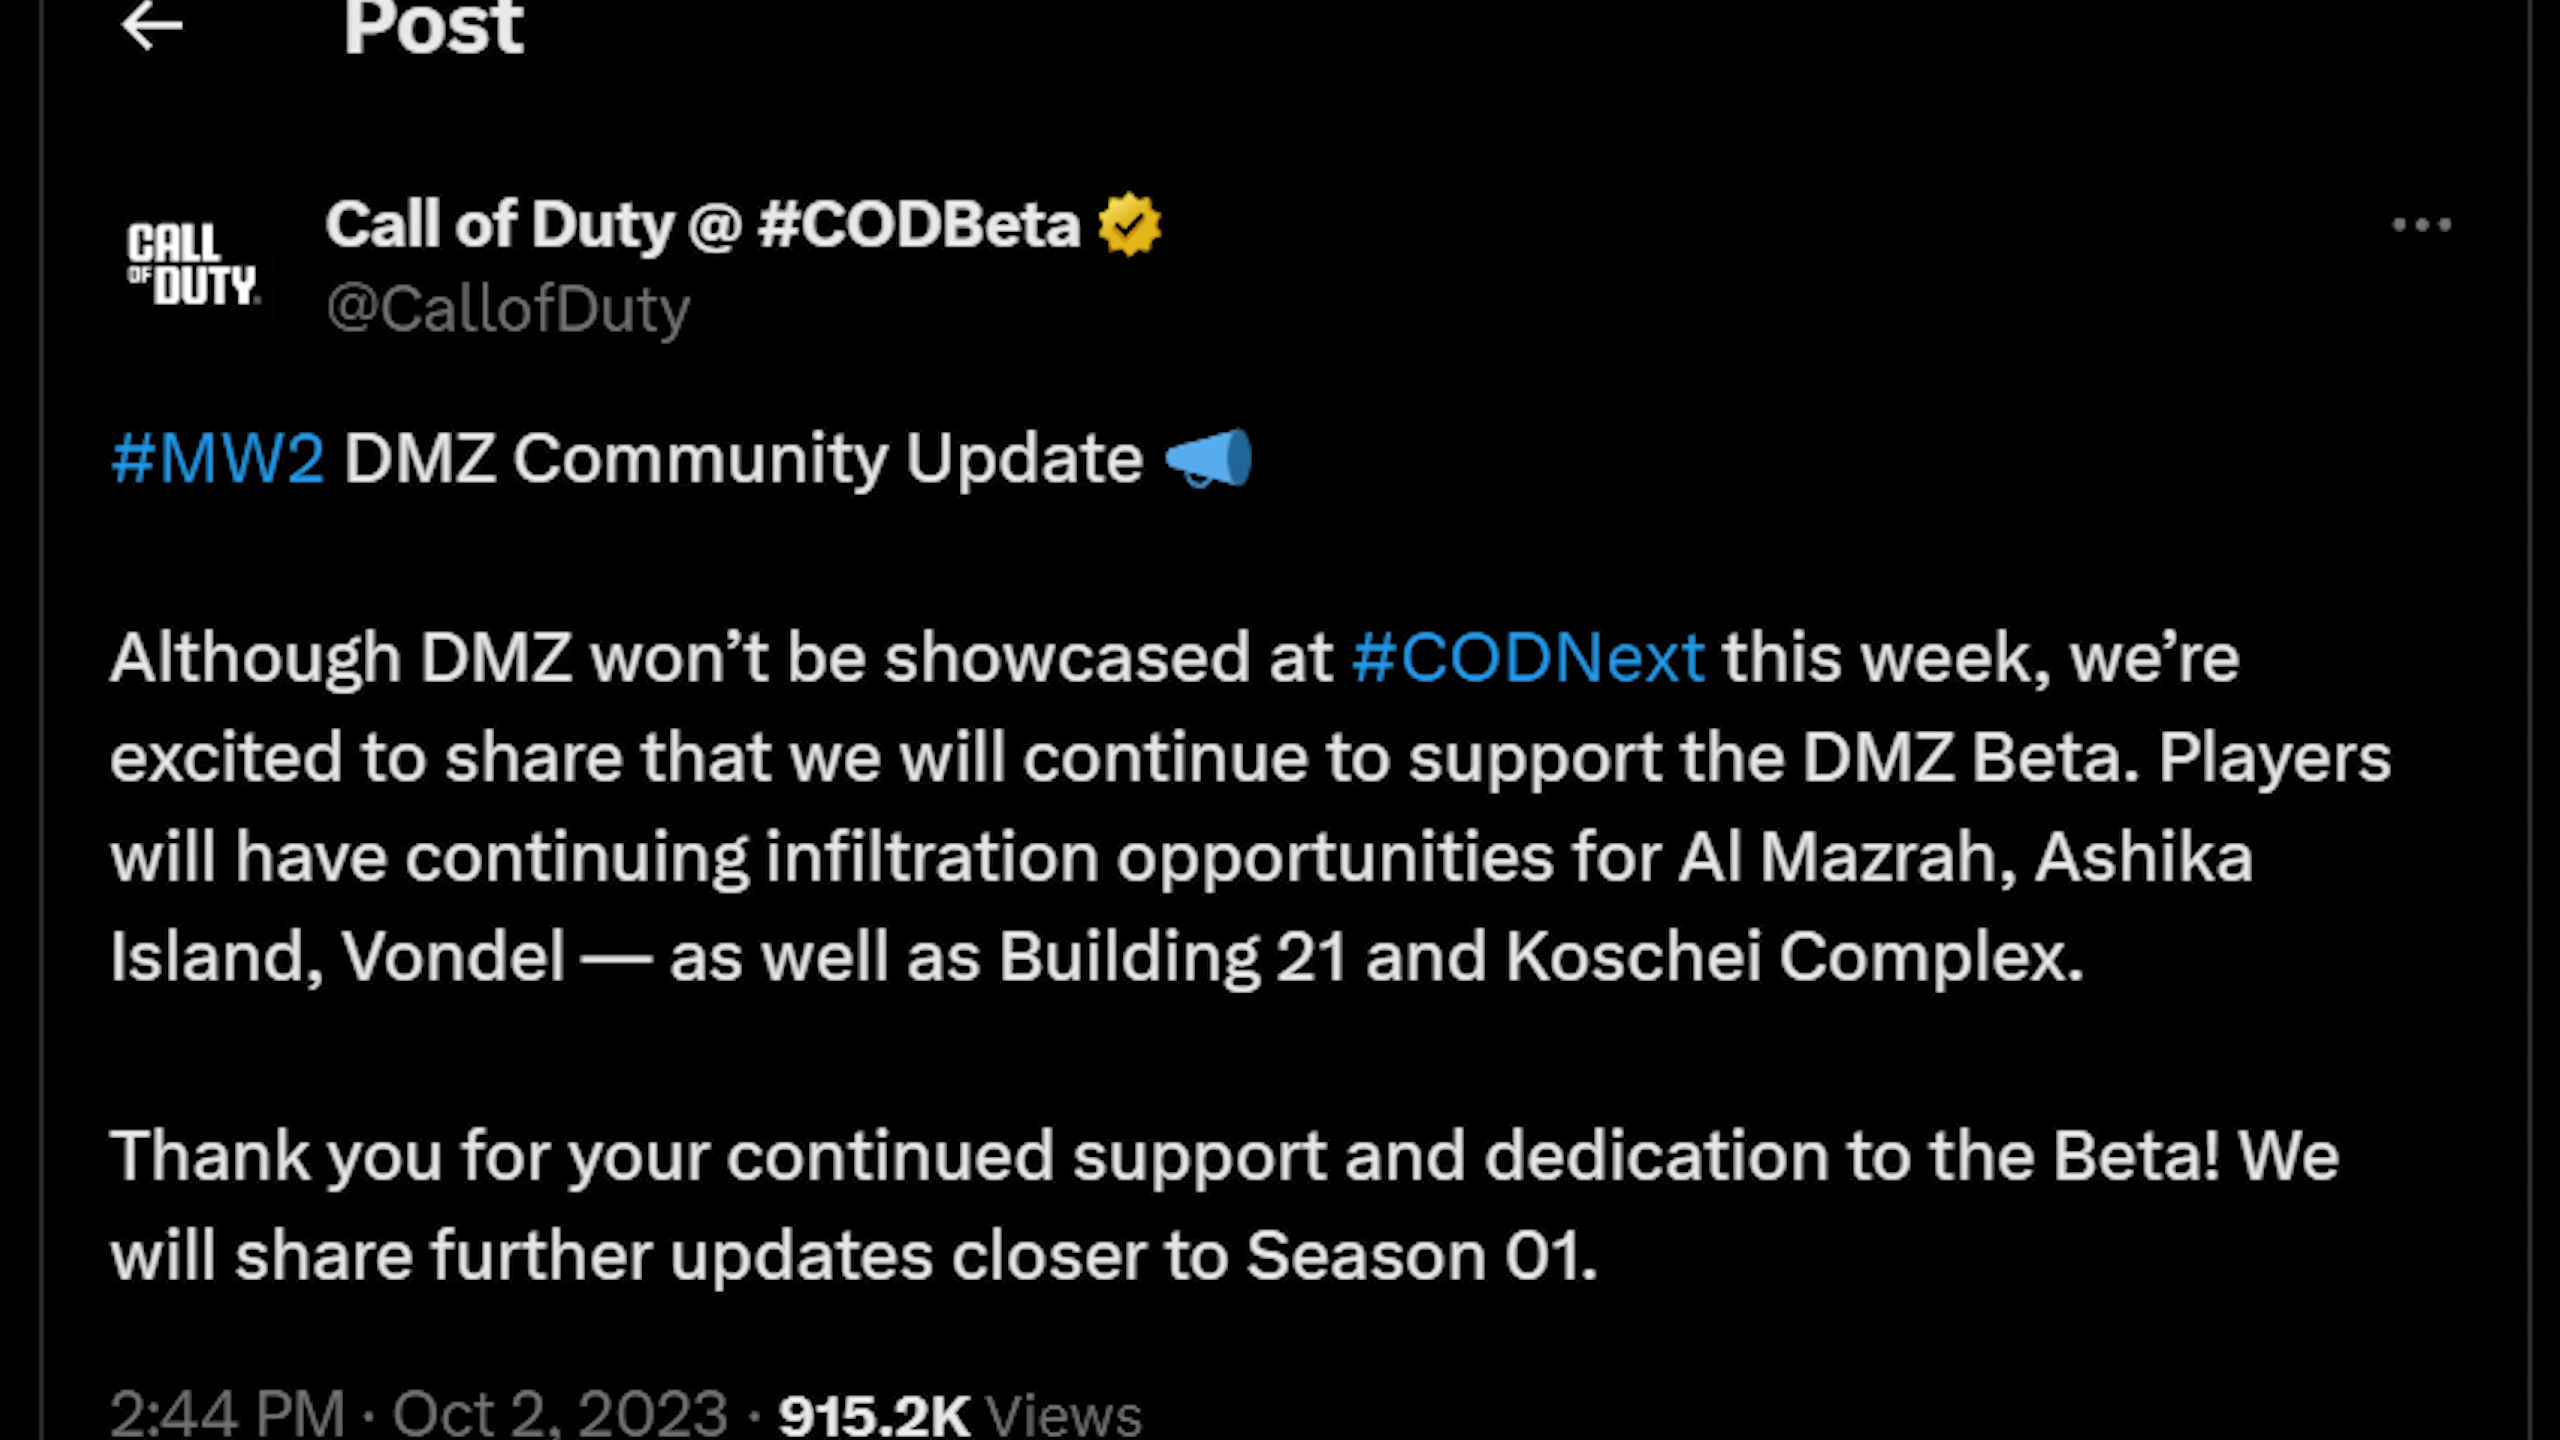 ← Post
CALL
OF DUTY.
Call of Duty @ #CODBeta
@CallofDuty
#MW2 DMZ Community Update 📣
Although DMZ won’t be showcased at #CODNext this week, we’re
excited to share that we will continue to support the DMZ Beta. Players
will have continuing infiltration opportunities for Al Mazrah, Ashika
Island, Vondel — as well as Building 21 and Koschei Complex.
Thank you for your continued support and dedication to the Beta! We
will share further updates closer to Season 01.
2:44 PM · Oct 2, 2023 · 915.2K Views